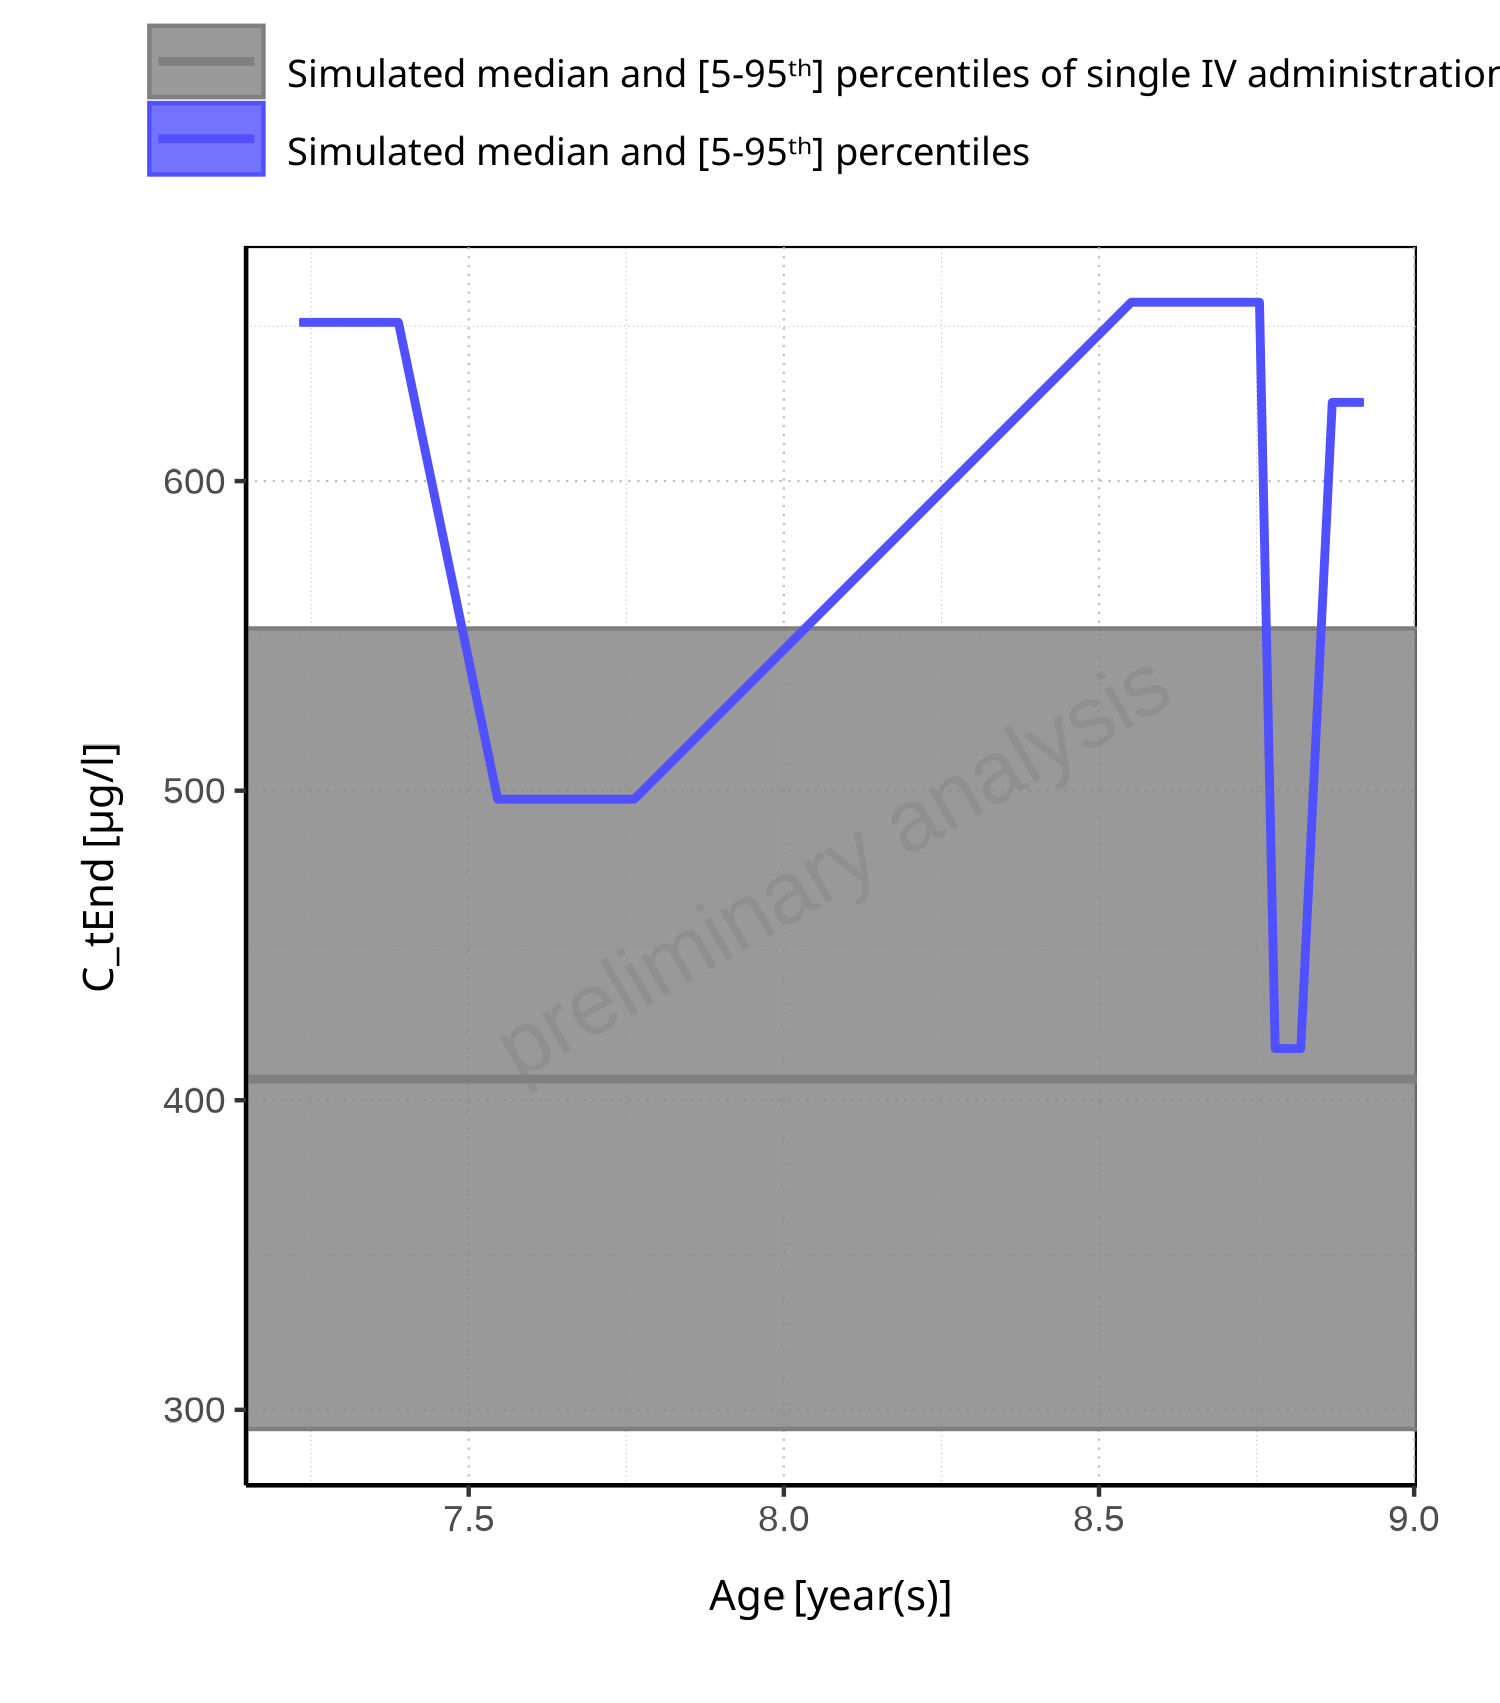 Simulated median and [5-95th] percentiles of single IV administration
Simulated median and [5-95th] percentiles
600
500
400
300
C_tEnd [µg/l]
preliminary analysis
7.5 8.0 8.5 9.0
Age [year(s)]